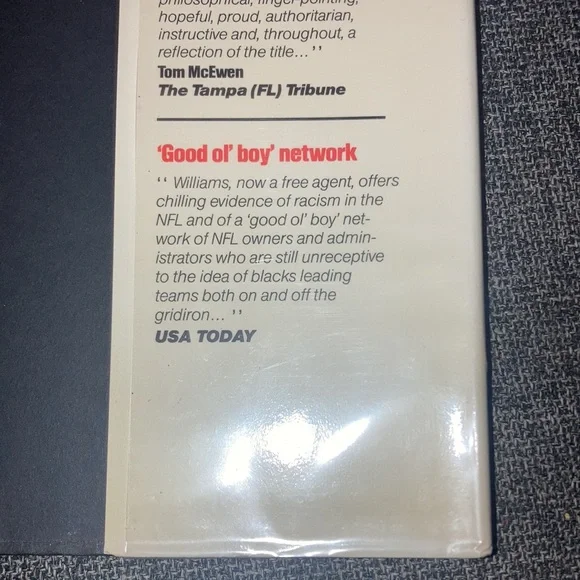 philosophical, finger-pointing,
hopeful, proud, authoritarian,
instructive and, throughout, a
reflection of the title... ’’
Tom McEwen
The Tampa (FL) Tribune
‘Good ol’ boy’ network
‘‘ Williams, now a free agent, offers
chilling evidence of racism in the
NFL and of a ‘good ol’ boy’ net-
work of NFL owners and admin-
istrators who are still unreceptive
to the idea of blacks leading
teams both on and off the
gridiron... ’’
USA TODAY